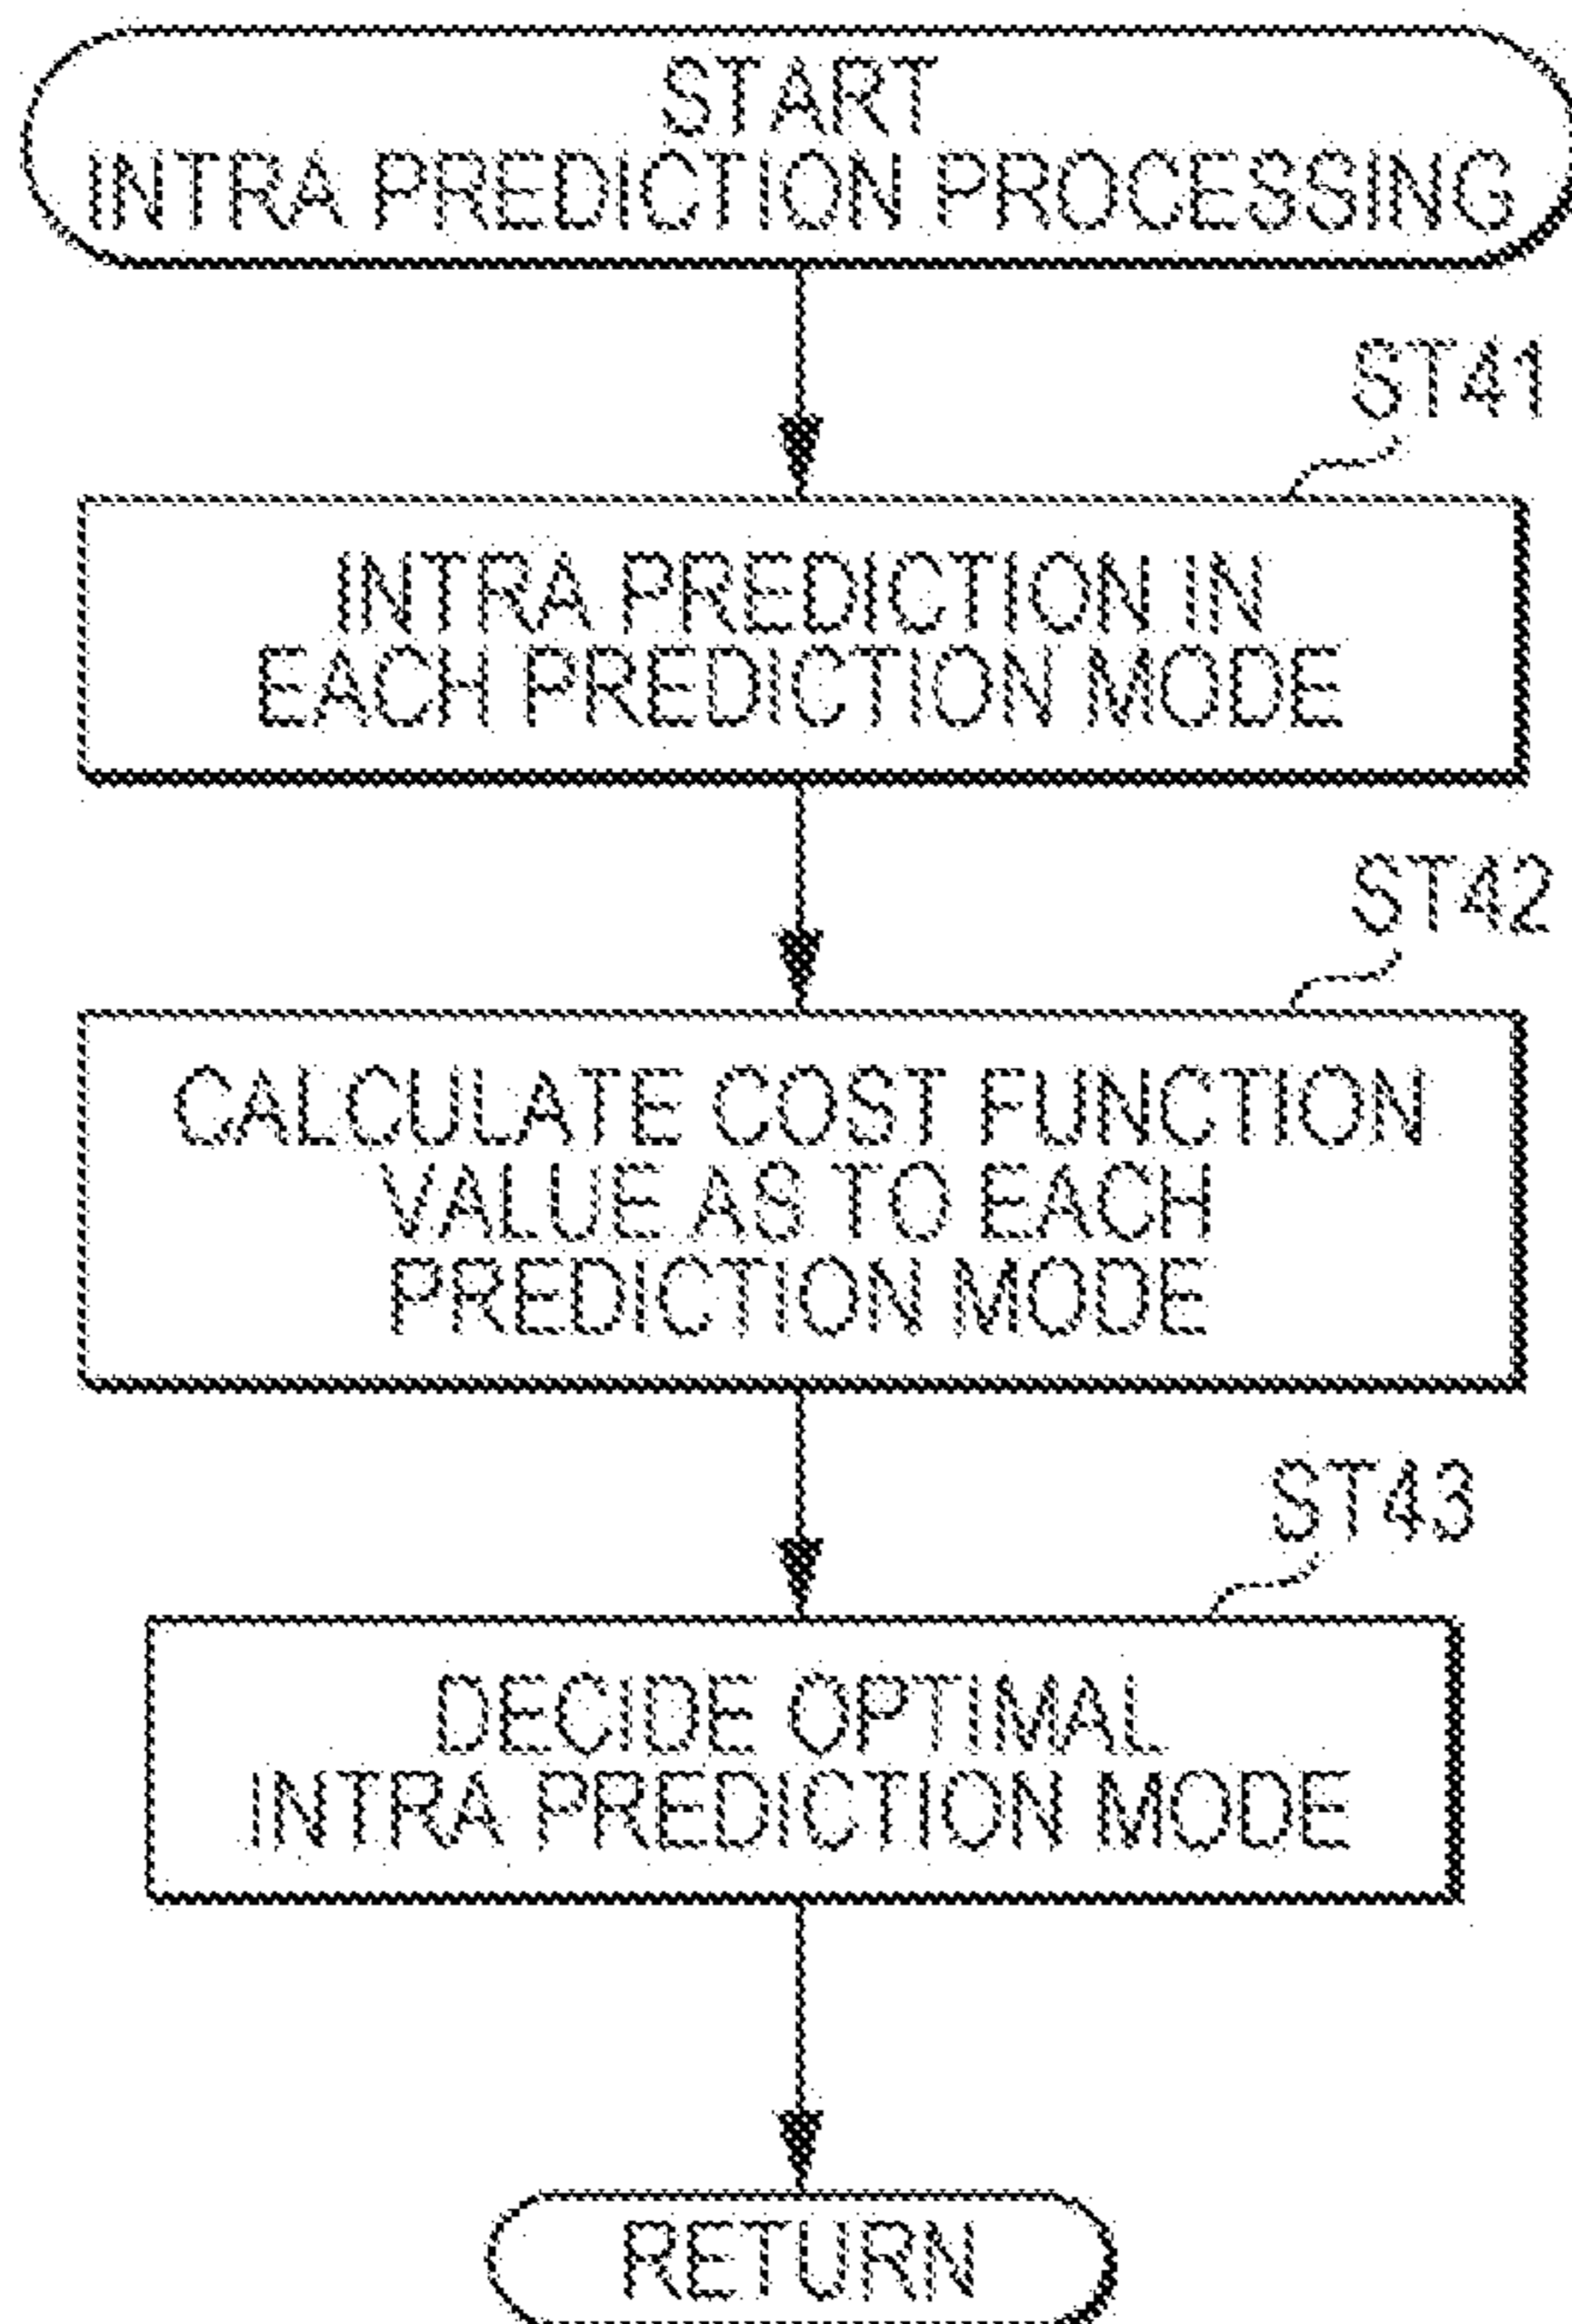 START
INTRA PREDICTION PROCESSING
ST41
INTRA PREDICTION IN
EACH PREDICTION MODE
ST42
CALCULATE COST FUNCTION
VALUE AS TO EACH
PREDICTION MODE
ST43
DECIDE OPTIMAL
INTRA PREDICTION MODE
RETURN